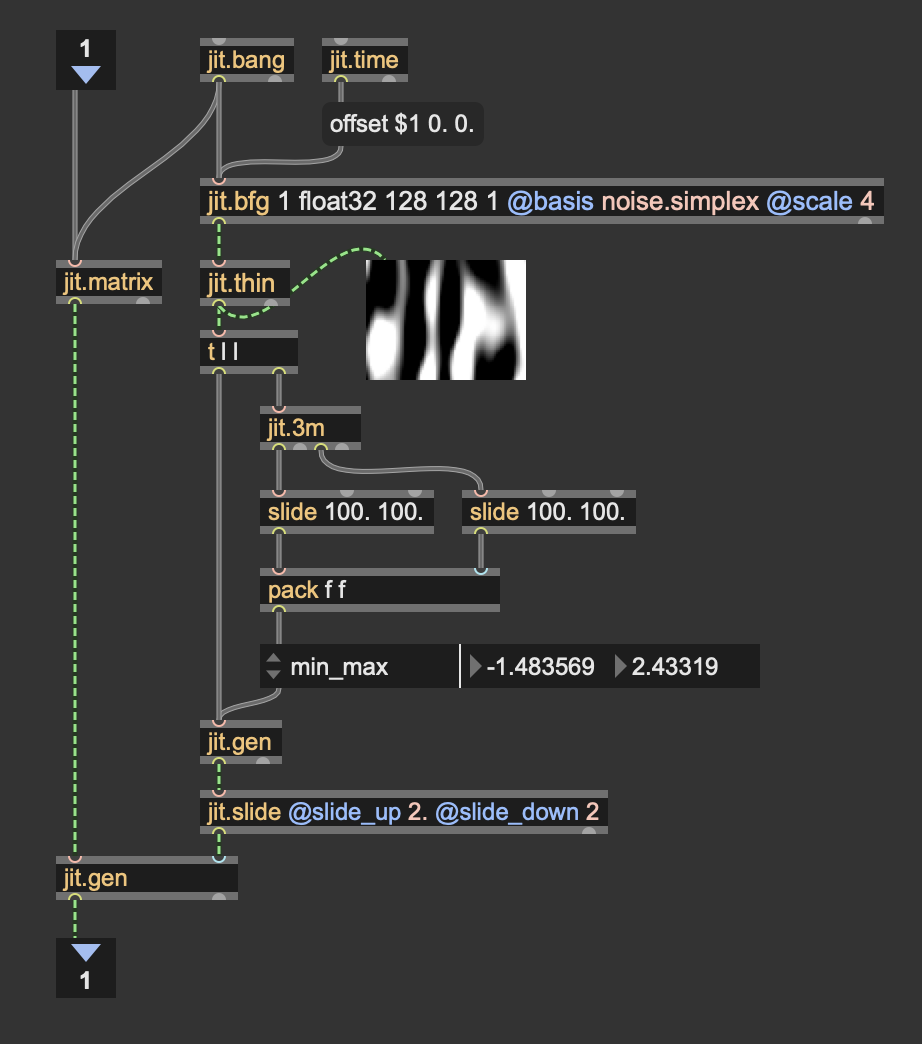 1
jit.bang
jit.time
offset $1 0. 0.
jit.bfg 1 float32 128 128 1 @basis noise.simplex @scale 4
jit.matrix
jit.thin
t l l
jit.3m
slide 100. 100.
slide 100. 100.
pack f f
min_max
-1.483569
2.43319
jit.gen
jit.slide @slide_up 2. @slide_down 2
jit.gen
1